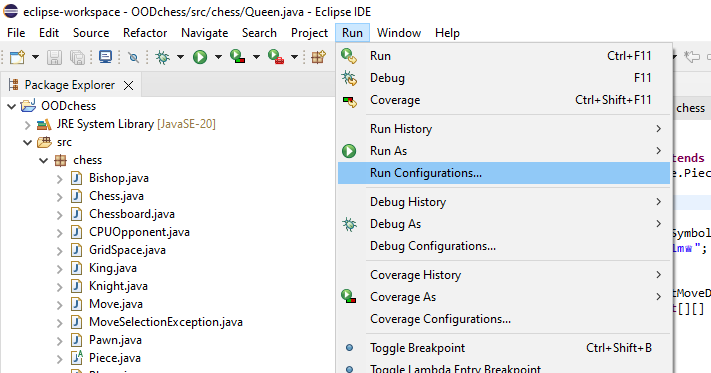 eclipse-workspace - OODchess/src/chess/Queen.java - Eclipse IDE
File Edit Source Refactor Navigate Search Project Run Window Help
Package Explorer
OODchess
JRE System Library [JavaSE-20]
src
chess
Bishop.java
Chess.java
Chessboard.java
CPUOpponent.java
GridSpace.java
King.java
Knight.java
Move.java
MoveSelectionException.java
Pawn.java
Piece.java
Run Ctrl+F11
Debug F11
Coverage Ctrl+Shift+F11
Run History
Run As
Run Configurations...
Debug History
Debug As
Debug Configurations...
Coverage History
Coverage As
Coverage Configurations...
Toggle Breakpoint Ctrl+Shift+B
Toggle Lambda Entry Breakpoint
chess
tends
e.Piec
Symbol
im♕";
tMoveD
t[][]